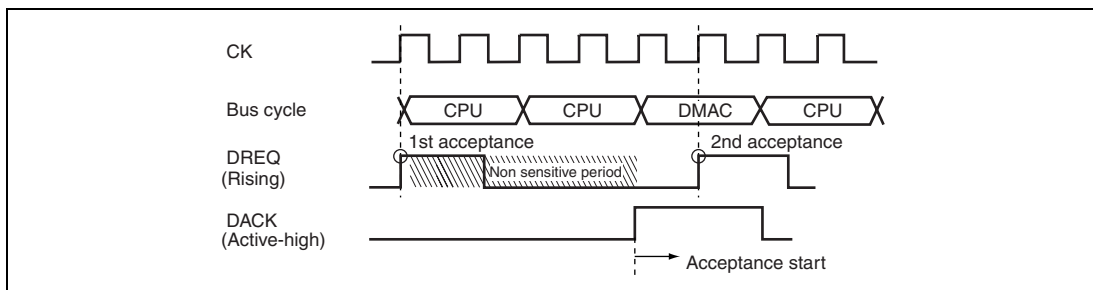 CK
Bus cycle
CPU
CPU
DMAC
CPU
1st acceptance
2nd acceptance
DREQ
(Rising)
Non sensitive period
DACK
(Active-high)
Acceptance start